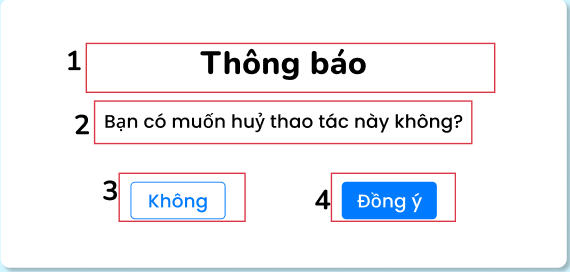 1 Thông báo
2 Bạn có muốn huỷ thao tác này không?
3 Không 4 Đồng ý